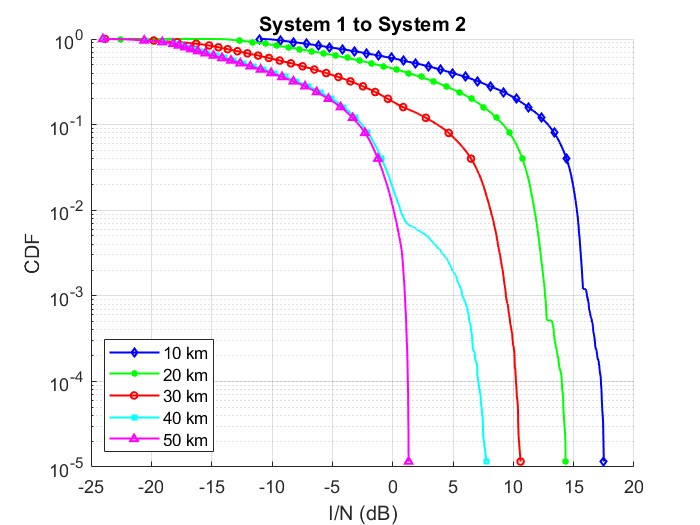 System 1 to System 2
10^0
10^-1
10^-2
10^-3
10^-4
10^-5
CDF
10 km
20 km
30 km
40 km
50 km
-25 -20 -15 -10 -5 0 5 10 15 20
I/N (dB)